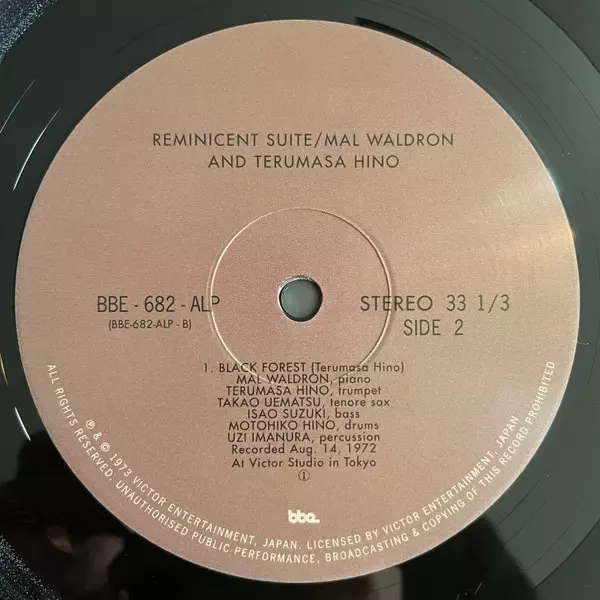 REMINICENT SUITE/MAL WALDRON
AND TERUMASA HINO
BBE - 682 - ALP
(BBE-682-ALP - B)
STEREO 33 1/3
SIDE 2
1. BLACK FOREST (Terumasa Hino)
MAL WALDRON, piano
TERUMASA HINO, trumpet
TAKAO UEMATSU, tenore sax
ISAO SUZUKI, bass
MOTOHIKO HINO, drums
UZI IMANURA, percussion
Recorded Aug. 14, 1972
At Victor Studio in Tokyo
Ⓘ
bbe.
℗ & © 1973 VICTOR ENTERTAINMENT, JAPAN. LICENSED BY VICTOR ENTERTAINMENT, JAPAN
ALL RIGHTS RESERVED. UNAUTHORISED PUBLIC PERFORMANCE, BROADCASTING & COPYING OF THIS RECORD PROHIBITED